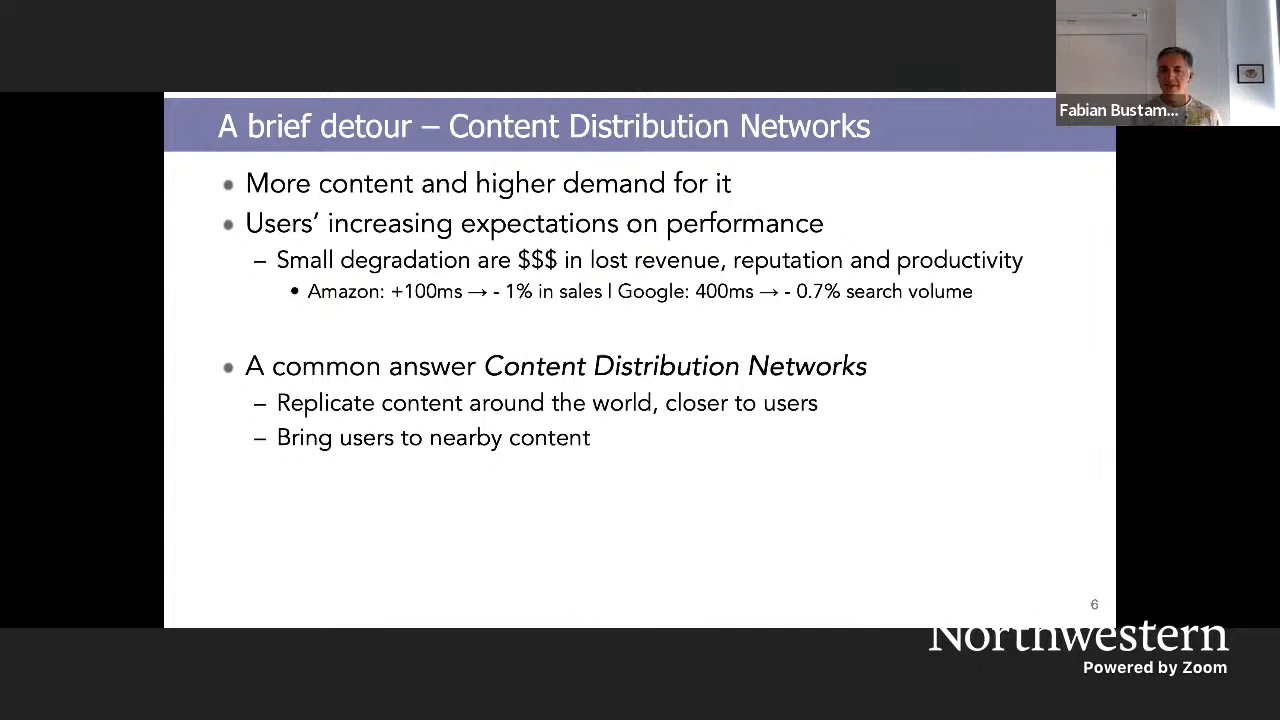 Fabian Bustam...
A brief detour – Content Distribution Networks
More content and higher demand for it
Users’ increasing expectations on performance
– Small degradation are $$$ in lost revenue, reputation and productivity
• Amazon: +100ms → - 1% in sales | Google: 400ms → - 0.7% search volume
A common answer Content Distribution Networks
– Replicate content around the world, closer to users
– Bring users to nearby content
6
Northwestern
Powered by Zoom